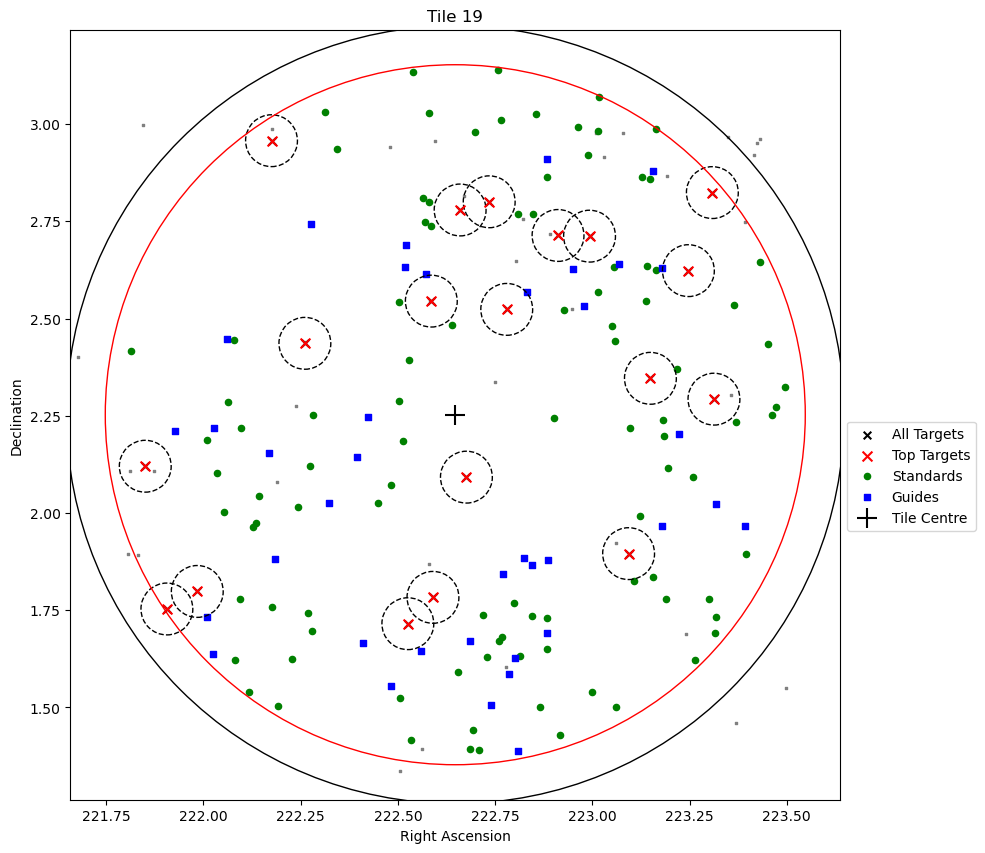 Tile 19
Declination
3.00
2.75
2.50
2.25
2.00
1.75
1.50
221.75 222.00 222.25 222.50 222.75 223.00 223.25 223.50
Right Ascension
All Targets
Top Targets
Standards
Guides
Tile Centre